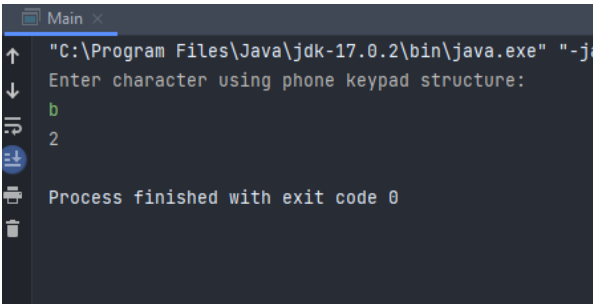 Main
"C:\Program Files\Java\jdk-17.0.2\bin\java.exe" "-ja
Enter character using phone keypad structure:
b
2
Process finished with exit code 0